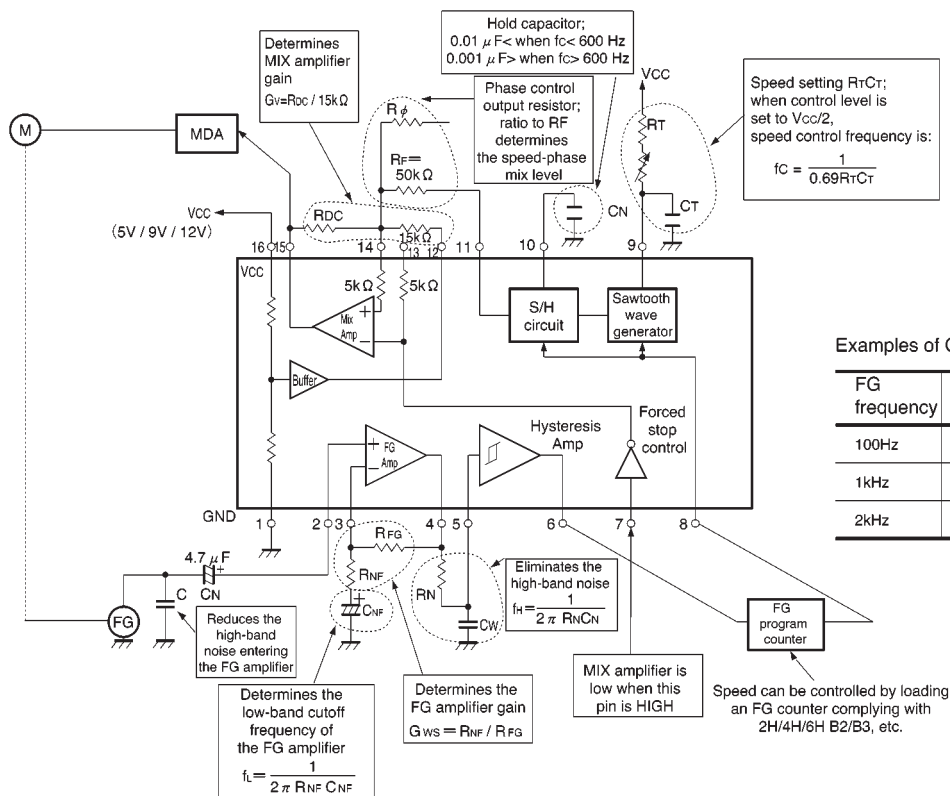 Hold capacitor;
0.01 μF< when fc< 600 Hz
0.001 μF> when fc> 600 Hz
Determines
MIX amplifier
gain
Gv=RDC / 15kΩ
Phase control
output resistor;
ratio to RF
determines
the speed-phase
mix level
VCC
Speed setting RTCT;
when control level is
set to VCC/2,
speed control frequency is:
fC = 1
0.69RTCT
M
MDA
Rφ
RF=
50kΩ
RT
CT
CN
VCC
(5V / 9V / 12V)
RDC
15kΩ
16
15
14
13
12
11
10
9
VCC
5kΩ
5kΩ
Mix
Amp
+
−
S/H
circuit
Sawtooth
wave
generator
Buffer
+
−
FG
Amp
Hysteresis
Amp
Forced
stop
control
Examples of C
FG
frequency
100Hz
1kHz
2kHz
GND
1
2
3
4
5
6
7
8
4.7 μF
CN
C
FG
RFG
RNF
+
CNF
RN
CW
Reduces the
high-band
noise entering
the FG amplifier
Eliminates the
high-band noise
fH= 1
2π RNCN
FG
program
counter
Determines the
low-band cutoff
frequency of
the FG amplifier
fL= 1
2π RNF CNF
Determines the
FG amplifier gain
GWS = RNF / RFG
MIX amplifier is
low when this
pin is HIGH
Speed can be controlled by loading
an FG counter complying with
2H/4H/6H B2/B3, etc.